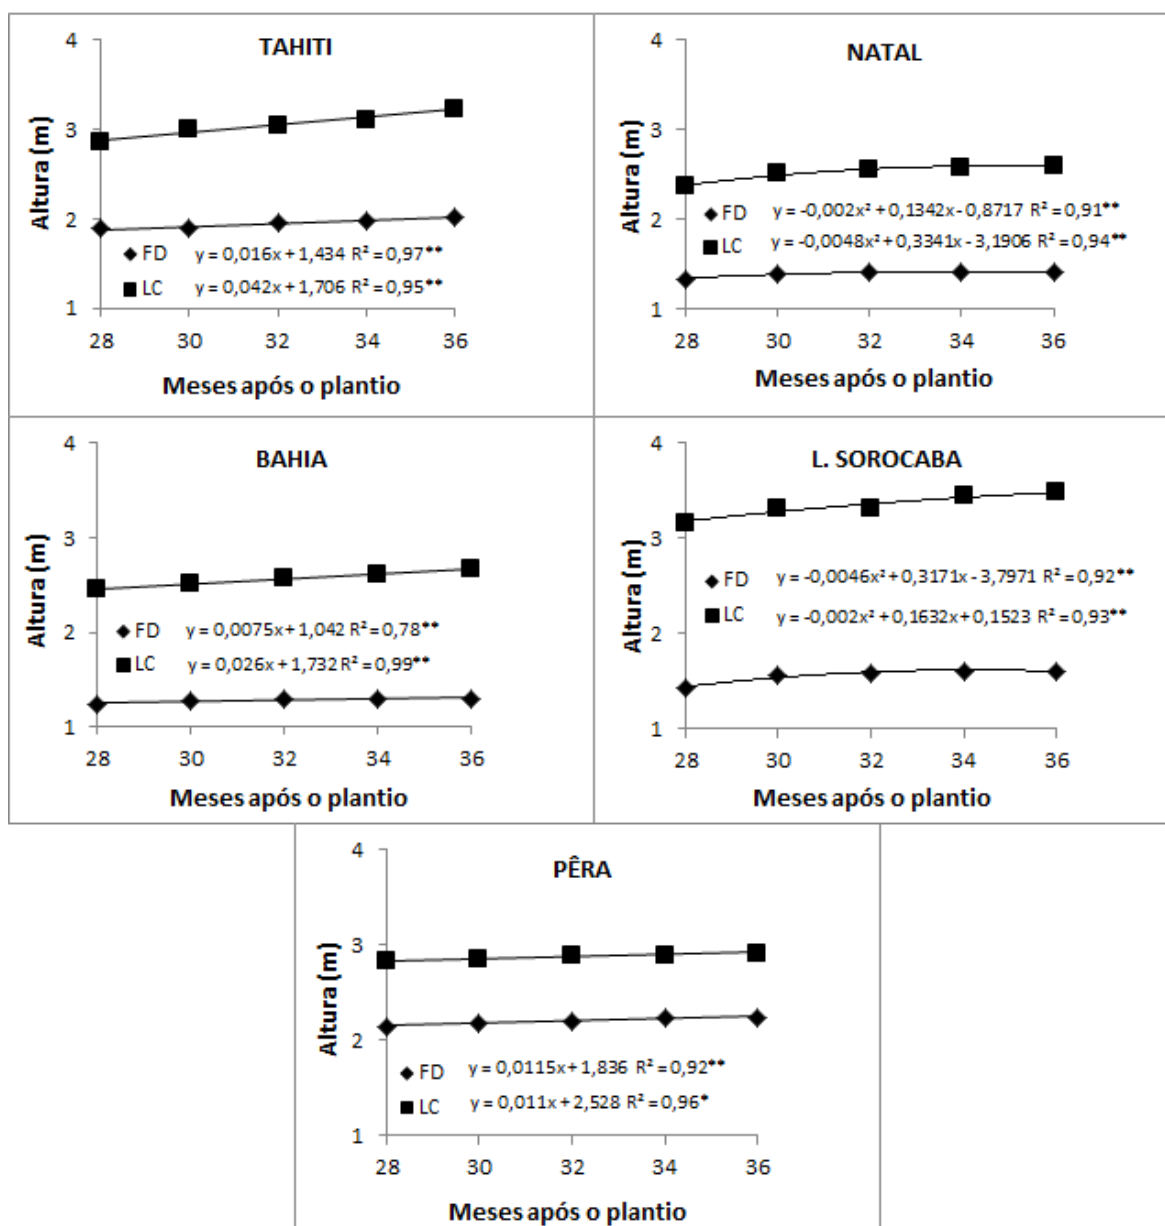 TAHITI
4
3
2
1
Altura (m)
FD y = 0,016x + 1,434 R² = 0,97**
LC y = 0,042x + 1,706 R² = 0,95**
28 30 32 34 36
Meses após o plantio
NATAL
4
3
2
1
Altura (m)
FD y = -0,002x² + 0,1342x - 0,8717 R² = 0,91**
LC y = -0,0048x² + 0,3341x - 3,1906 R² = 0,94**
28 30 32 34 36
Meses após o plantio
BAHIA
4
3
2
1
Altura (m)
FD y = 0,0075x + 1,042 R² = 0,78**
LC y = 0,026x + 1,732 R² = 0,99**
28 30 32 34 36
Meses após o plantio
L. SOROCABA
4
3
2
1
Altura (m)
FD y = -0,0046x² + 0,3171x - 3,7971 R² = 0,92**
LC y = -0,002x² + 0,1632x + 0,1523 R² = 0,93**
28 30 32 34 36
Meses após o plantio
PÊRA
4
3
2
1
Altura (m)
FD y = 0,0115x + 1,836 R² = 0,92**
LC y = 0,011x + 2,528 R² = 0,96*
28 30 32 34 36
Meses após o plantio